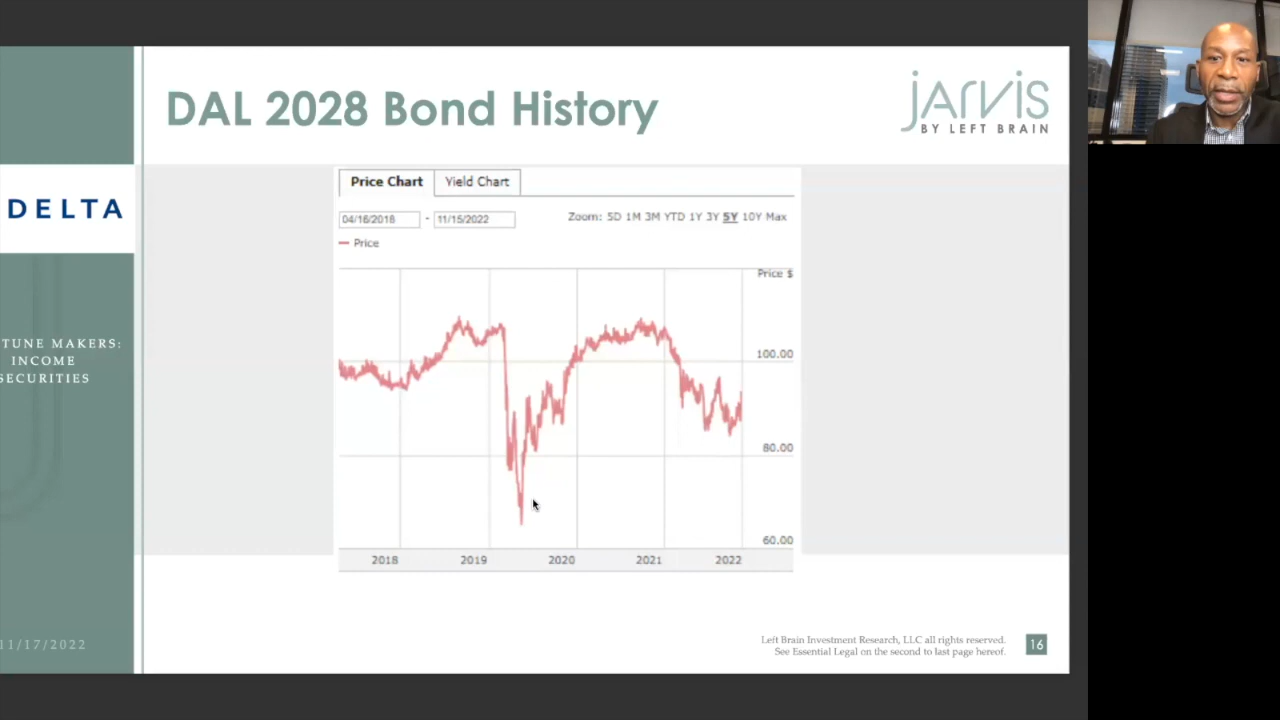 DAL 2028 Bond History
jarvis
BY LEFT BRAIN
DELTA
TUNE MAKERS:
INCOME
SECURITIES
11/17/2022
Price Chart Yield Chart
04/16/2018 - 11/15/2022 Zoom: 5D 1M 3M YTD 1Y 3Y 5Y 10Y Max
Price
Price $
100.00
80.00
60.00
2018 2019 2020 2021 2022
Left Brain Investment Research, LLC all rights reserved.
See Essential Legal on the second to last page hereof.
16